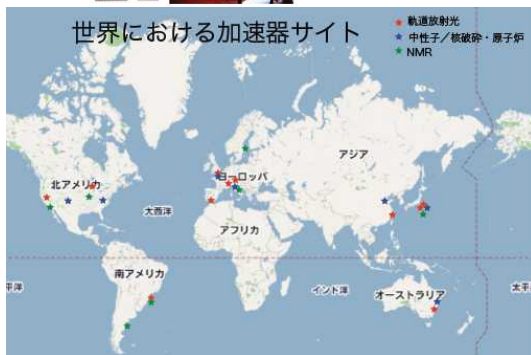 世界における加速器サイト
軌道放射光
中性子／核破砕・原子炉
NMR
アジア
ヨーロッパ
北アメリカ
大西洋
アフリカ
南アメリカ
インド洋
オーストラリア
平洋
太平